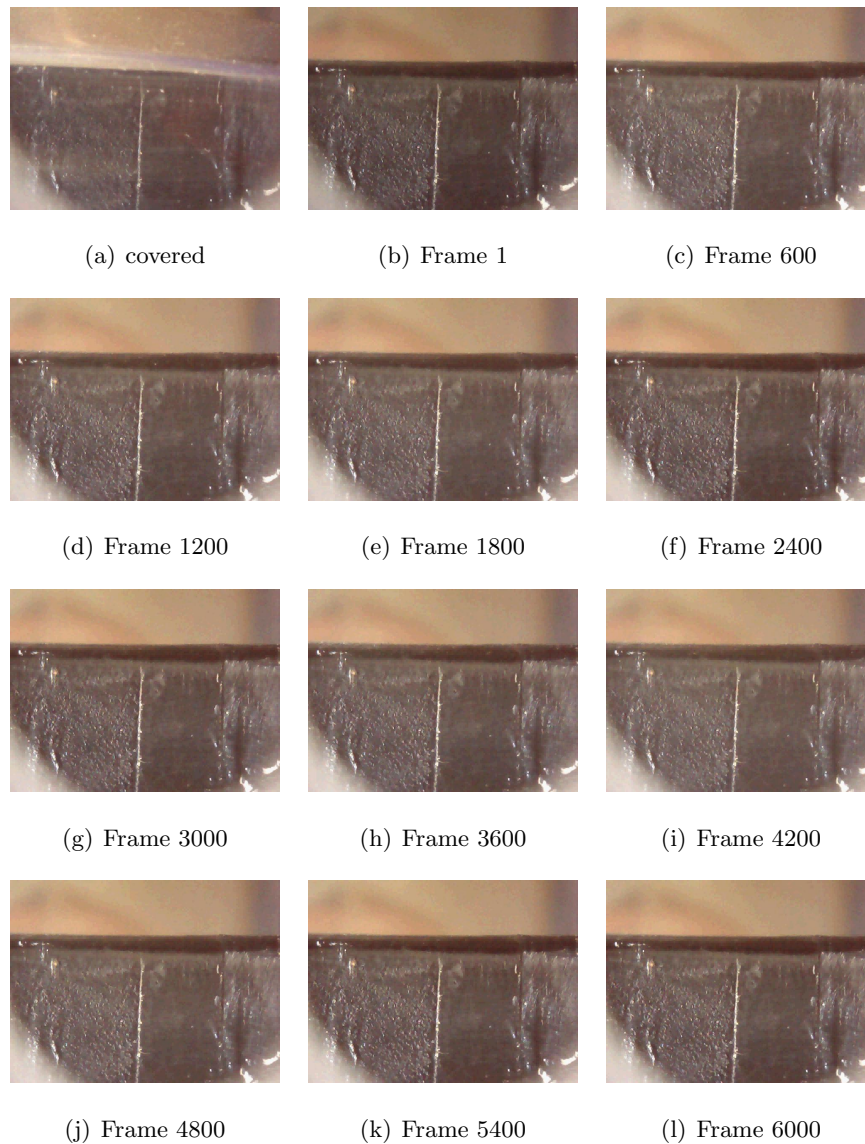 (a) covered
(b) Frame 1
(c) Frame 600
(d) Frame 1200
(e) Frame 1800
(f) Frame 2400
(g) Frame 3000
(h) Frame 3600
(i) Frame 4200
(j) Frame 4800
(k) Frame 5400
(l) Frame 6000